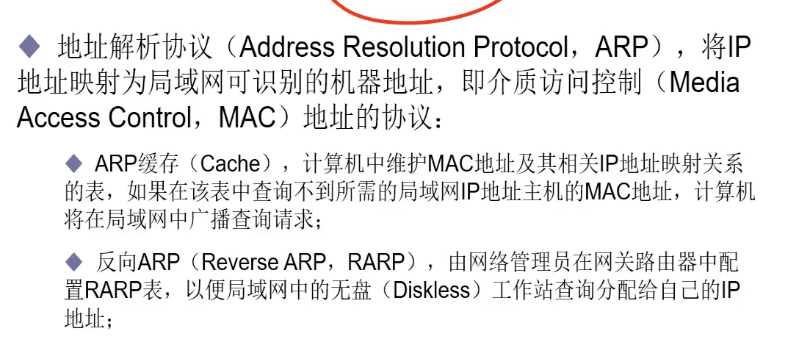 ◆ 地址解析协议（Address Resolution Protocol，ARP），将IP
地址映射为局域网可识别的机器地址，即介质访问控制（Media
Access Control，MAC）地址的协议：
◆ ARP缓存（Cache），计算机中维护MAC地址及其相关IP地址映射关系
的表，如果在该表中查询不到所需的局域网IP地址主机的MAC地址，计算机
将在局域网中广播查询请求；
◆ 反向ARP（Reverse ARP，RARP），由网络管理员在网关路由器中配
置RARP表，以便局域网中的无盘（Diskless）工作站查询分配给自己的IP
地址；